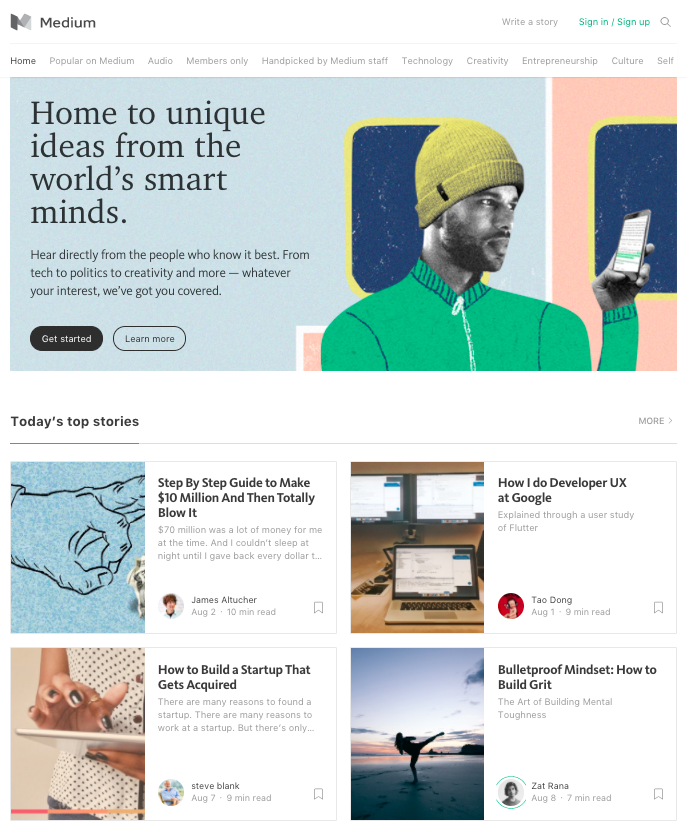 Medium
Write a story
Sign in / Sign up
Home
Popular on Medium
Audio
Members only
Handpicked by Medium staff
Technology
Creativity
Entrepreneurship
Culture
Self
Home to unique
ideas from the
world’s smart
minds.
Hear directly from the people who know it best. From
tech to politics to creativity and more — whatever
your interest, we’ve got you covered.
Get started
Learn more
Today’s top stories
MORE
Step By Step Guide to Make
$10 Million And Then Totally
Blow It
$70 million was a lot of money for me
at the time. And I couldn’t sleep at
night until I gave back every dollar t...
James Altucher
Aug 2 · 10 min read
How I do Developer UX
at Google
Explained through a user study
of Flutter
Tao Dong
Aug 1 · 9 min read
How to Build a Startup That
Gets Acquired
There are many reasons to found a
startup. There are many reasons to
work at a startup. But there’s only...
steve blank
Aug 7 · 9 min read
Bulletproof Mindset: How to
Build Grit
The Art of Building Mental
Toughness
Zat Rana
Aug 8 · 7 min read